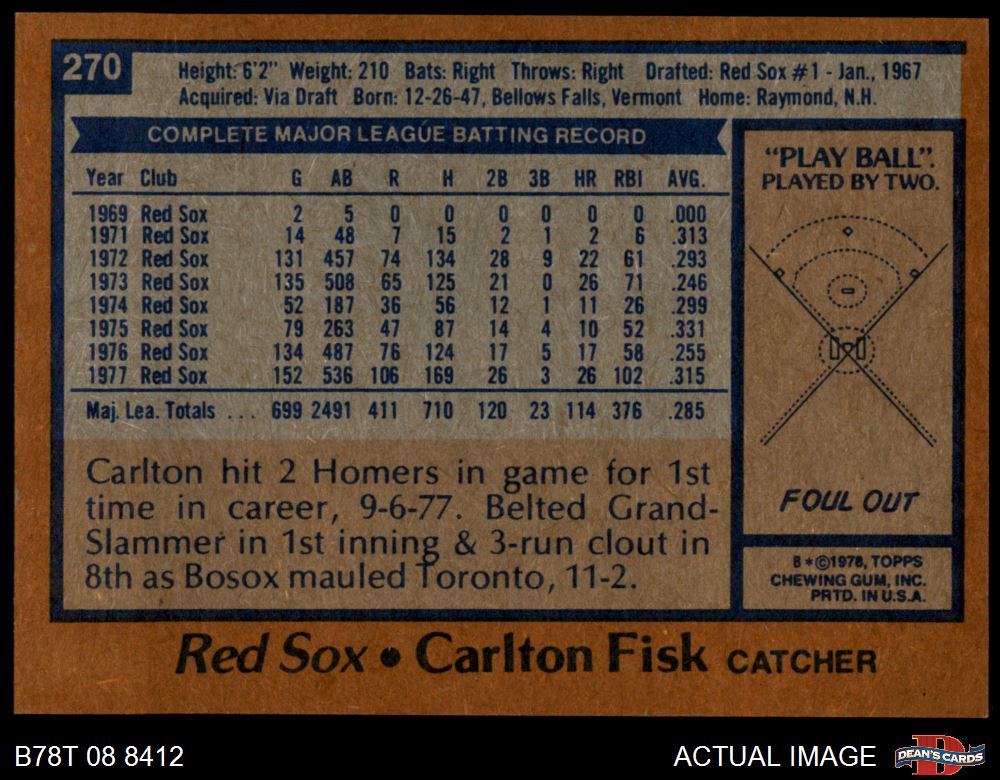 270
Height: 6'2" Weight: 210 Bats: Right Throws: Right Drafted: Red Sox #1 - Jan., 1967
Acquired: Via Draft Born: 12-26-47, Bellows Falls, Vermont Home: Raymond, N.H.
COMPLETE MAJOR LEAGUE BATTING RECORD
Year Club G AB R H 2B 3B HR RBI AVG.
1969 Red Sox 2 5 0 0 0 0 0 0 .000
1971 Red Sox 14 48 7 15 2 1 2 6 .313
1972 Red Sox 131 457 74 134 28 9 22 61 .293
1973 Red Sox 135 508 65 125 21 0 26 71 .246
1974 Red Sox 52 187 36 56 12 1 11 26 .299
1975 Red Sox 79 263 47 87 14 4 10 52 .331
1976 Red Sox 134 487 76 124 17 5 17 58 .255
1977 Red Sox 152 536 106 169 26 3 26 102 .315
Maj. Lea. Totals . . . 699 2491 411 710 120 23 114 376 .285
Carlton hit 2 Homers in game for 1st
time in career, 9-6-77. Belted Grand-
Slammer in 1st inning & 3-run clout in
8th as Bosox mauled Toronto, 11-2.
"PLAY BALL".
PLAYED BY TWO.
FOUL OUT
B*©1978, TOPPS
CHEWING GUM, INC.
PRTD. IN U.S.A.
Red Sox • Carlton Fisk CATCHER
B78T 08 8412
ACTUAL IMAGE
DEAN'S CARDS